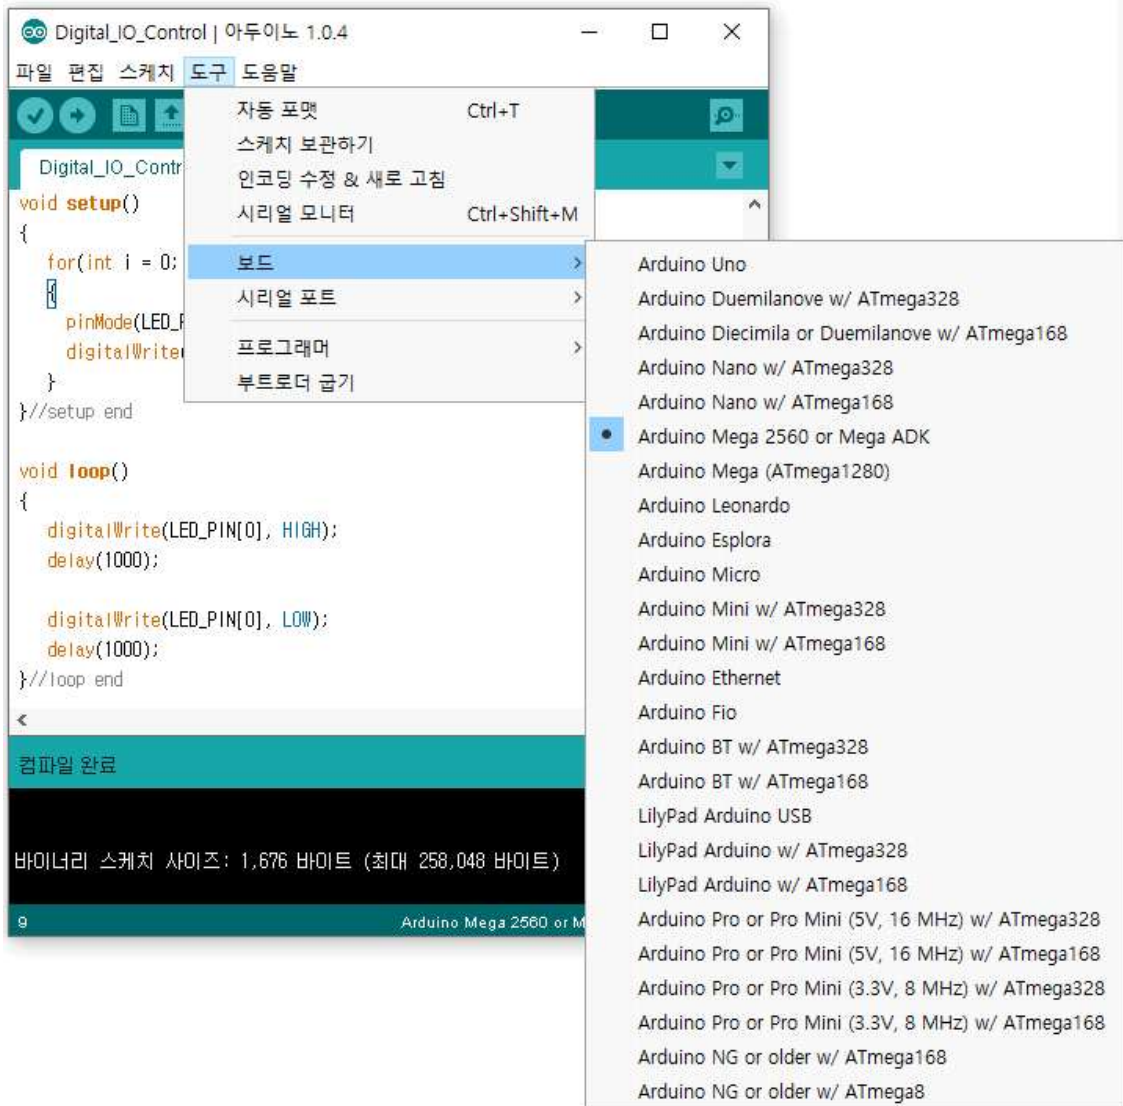 Digital_IO_Control | 아두이노 1.0.4
파일 편집 스케치 도구 도움말
자동 포맷 Ctrl+T
스케치 보관하기
인코딩 수정 & 새로 고침
시리얼 모니터 Ctrl+Shift+M
보드
시리얼 포트
프로그래머
부트로더 굽기
Digital_IO_Contr
void setup()
{
for(int i = 0;
{
pinMode(LED_P
digitalWrite
}
}//setup end
void loop()
{
digitalWrite(LED_PIN[0], HIGH);
delay(1000);
digitalWrite(LED_PIN[0], LOW);
delay(1000);
}//loop end
컴파일 완료
바이너리 스케치 사이즈: 1,676 바이트 (최대 258,048 바이트)
9 Arduino Mega 2560 or M
Arduino Uno
Arduino Duemilanove w/ ATmega328
Arduino Diecimila or Duemilanove w/ ATmega168
Arduino Nano w/ ATmega328
Arduino Nano w/ ATmega168
Arduino Mega 2560 or Mega ADK
Arduino Mega (ATmega1280)
Arduino Leonardo
Arduino Esplora
Arduino Micro
Arduino Mini w/ ATmega328
Arduino Mini w/ ATmega168
Arduino Ethernet
Arduino Fio
Arduino BT w/ ATmega328
Arduino BT w/ ATmega168
LilyPad Arduino USB
LilyPad Arduino w/ ATmega328
LilyPad Arduino w/ ATmega168
Arduino Pro or Pro Mini (5V, 16 MHz) w/ ATmega328
Arduino Pro or Pro Mini (5V, 16 MHz) w/ ATmega168
Arduino Pro or Pro Mini (3.3V, 8 MHz) w/ ATmega328
Arduino Pro or Pro Mini (3.3V, 8 MHz) w/ ATmega168
Arduino NG or older w/ ATmega168
Arduino NG or older w/ ATmega8